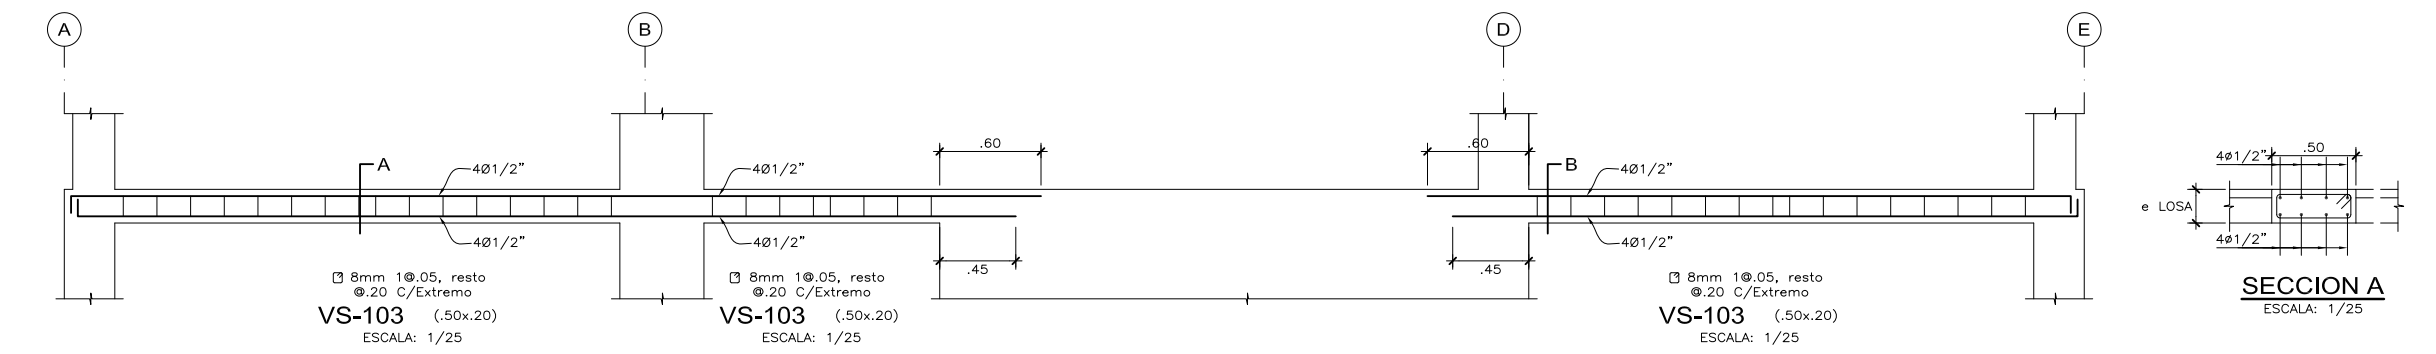 A
B
D
E
.60
.60
A
4Ø1/2"
4Ø1/2"
B
4Ø1/2"
4Ø1/2"
4Ø1/2"
4Ø1/2"
.45
.45
8mm 1@.05, resto
@.20 C/Extremo
VS-103 (.50x.20)
ESCALA: 1/25
8mm 1@.05, resto
@.20 C/Extremo
VS-103 (.50x.20)
ESCALA: 1/25
8mm 1@.05, resto
@.20 C/Extremo
VS-103 (.50x.20)
ESCALA: 1/25
.50
4ø1/2"
e LOSA
4ø1/2"
SECCION A
ESCALA: 1/25